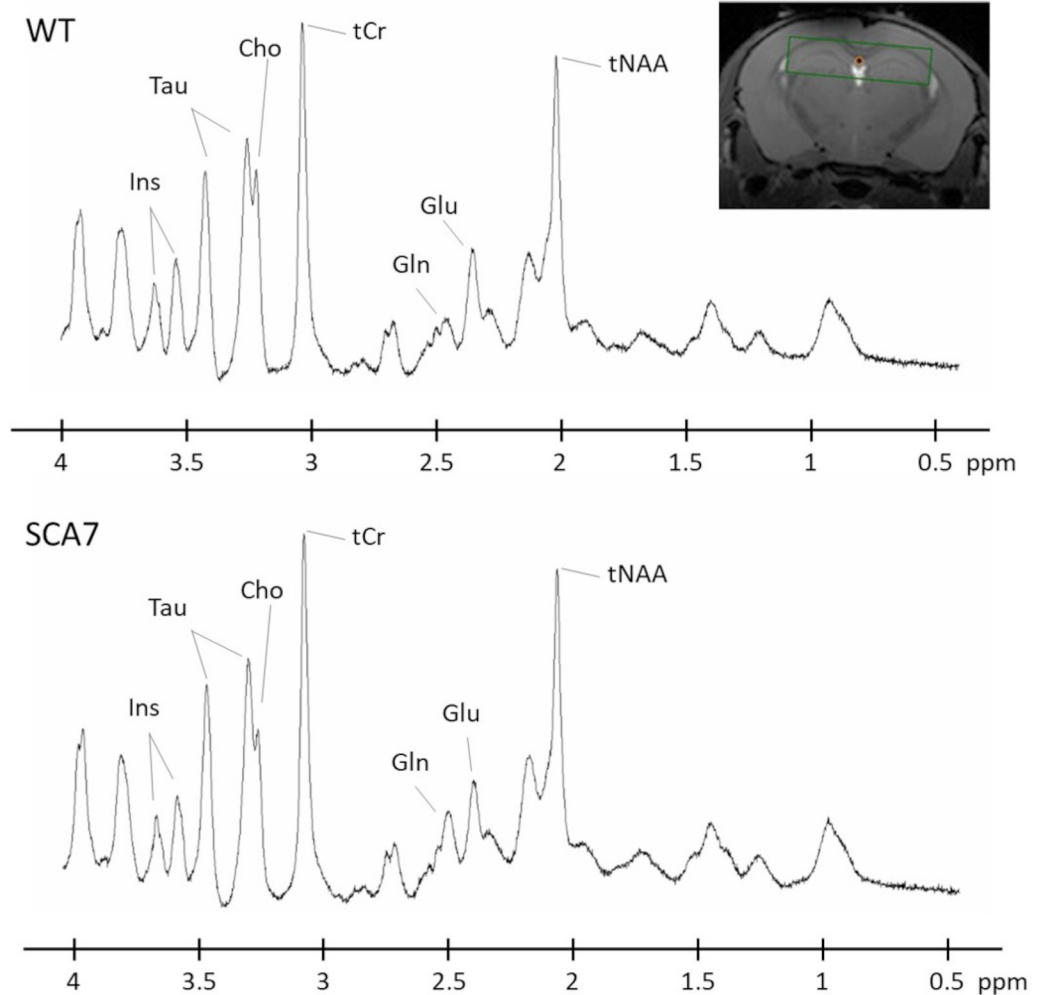 WT
tCr
Cho
tNAA
Tau
Ins
Glu
Gln
4 3.5 3 2.5 2 1.5 1 0.5 ppm
SCA7
tCr
tNAA
Cho
Tau
Ins
Glu
Gln
4 3.5 3 2.5 2 1.5 1 0.5 ppm